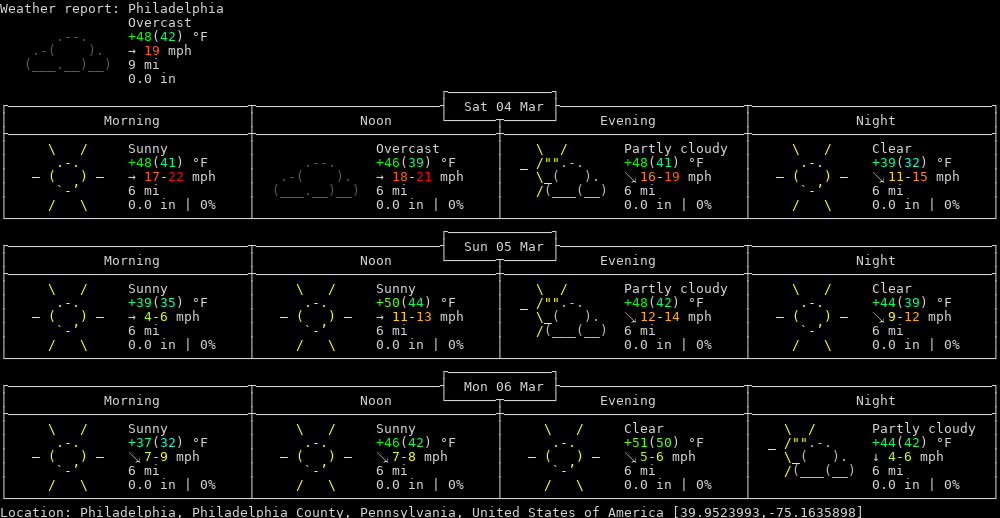 Weather report: Philadelphia
Overcast
+48(42) °F
→ 19 mph
9 mi
0.0 in
Sat 04 Mar
Morning Noon Evening Night
Sunny Overcast Partly cloudy Clear
+48(41) °F +46(39) °F +48(41) °F +39(32) °F
→ 17-22 mph → 18-21 mph ↘ 16-19 mph ↘ 11-15 mph
6 mi 6 mi 6 mi 6 mi
0.0 in | 0% 0.0 in | 0% 0.0 in | 0% 0.0 in | 0%
Sun 05 Mar
Morning Noon Evening Night
Sunny Sunny Partly cloudy Clear
+39(35) °F +50(44) °F +48(42) °F +44(39) °F
→ 4-6 mph → 11-13 mph ↘ 12-14 mph ↘ 9-12 mph
6 mi 6 mi 6 mi 6 mi
0.0 in | 0% 0.0 in | 0% 0.0 in | 0% 0.0 in | 0%
Mon 06 Mar
Morning Noon Evening Night
Sunny Sunny Clear Partly cloudy
+37(32) °F +46(42) °F +51(50) °F +44(42) °F
↘ 7-9 mph ↘ 7-8 mph ↘ 5-6 mph ↓ 4-6 mph
6 mi 6 mi 6 mi 6 mi
0.0 in | 0% 0.0 in | 0% 0.0 in | 0% 0.0 in | 0%
Location: Philadelphia, Philadelphia County, Pennsylvania, United States of America [39.9523993,-75.1635898]